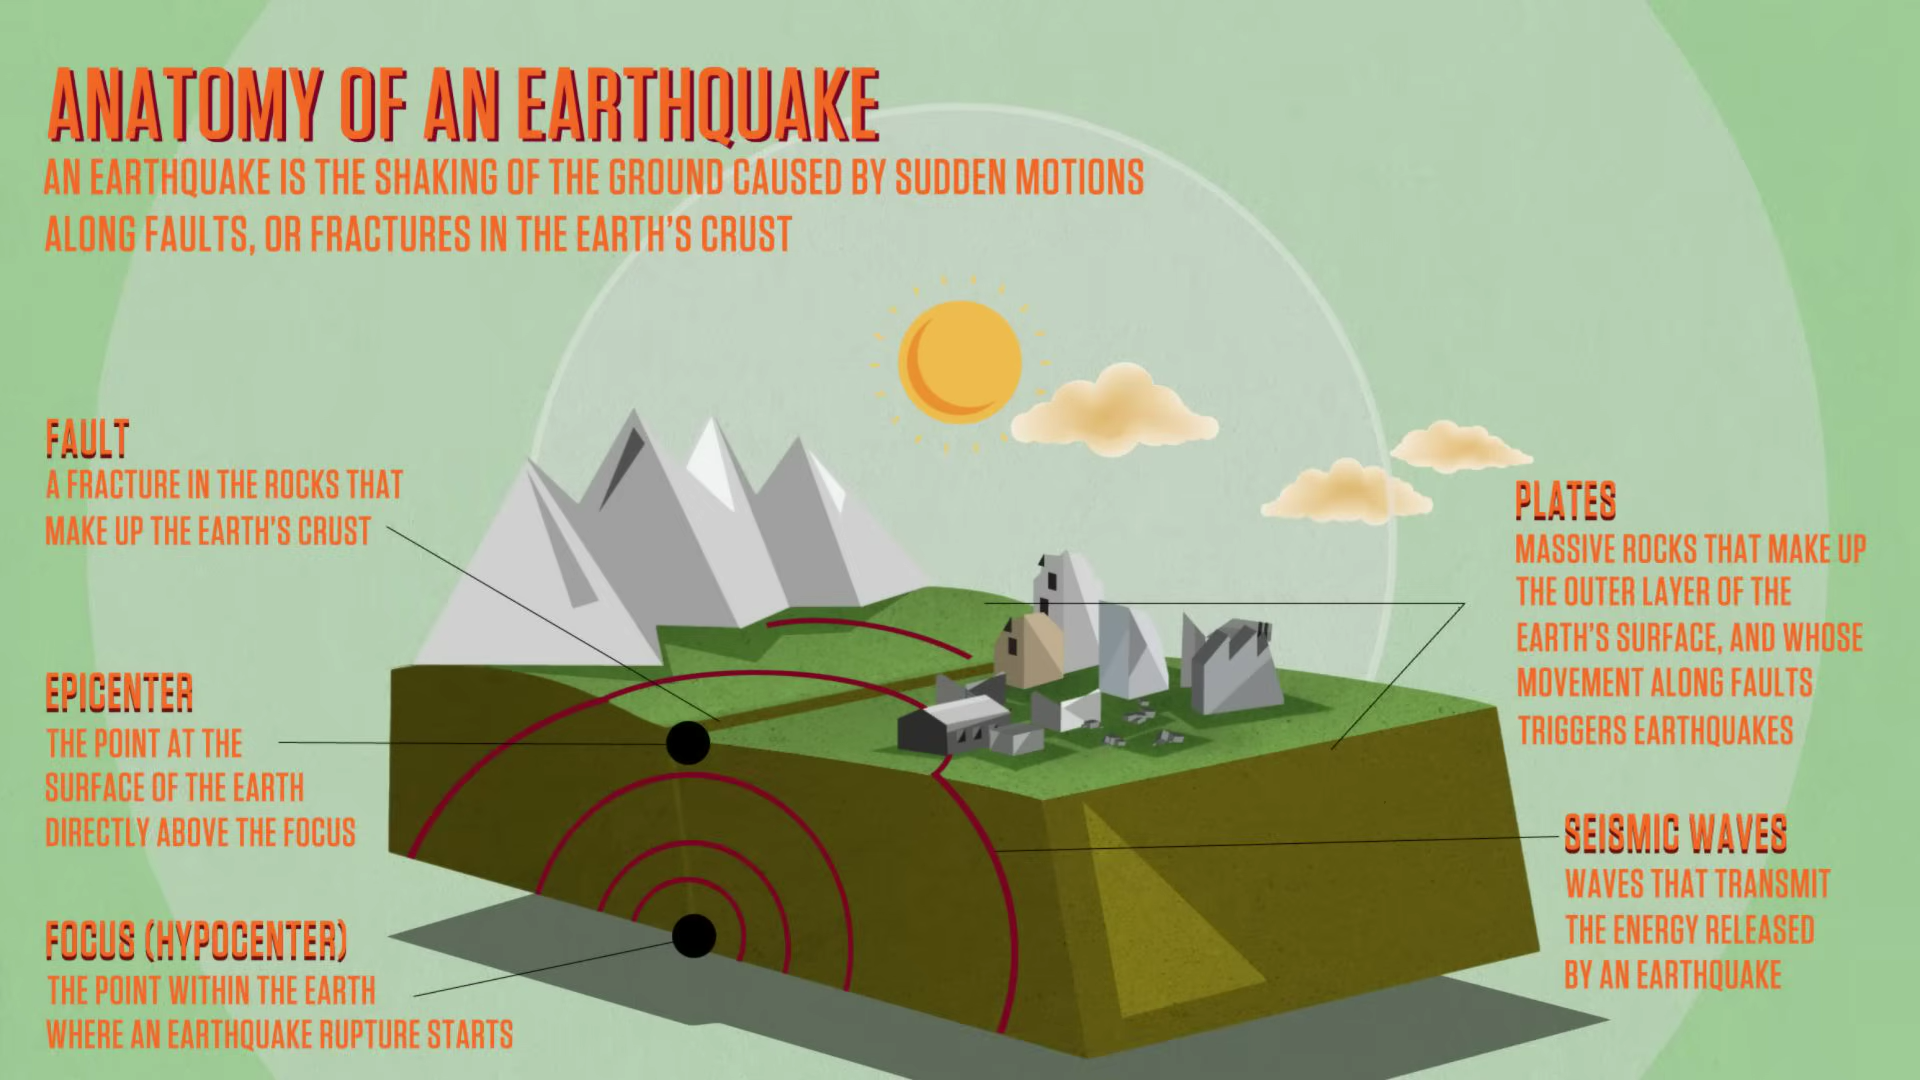 ANATOMY OF AN EARTHQUAKE
AN EARTHQUAKE IS THE SHAKING OF THE GROUND CAUSED BY SUDDEN MOTIONS
ALONG FAULTS, OR FRACTURES IN THE EARTH'S CRUST
FAULT
A FRACTURE IN THE ROCKS THAT
MAKE UP THE EARTH'S CRUST
EPICENTER
THE POINT AT THE
SURFACE OF THE EARTH
DIRECTLY ABOVE THE FOCUS
FOCUS (HYPOCENTER)
THE POINT WITHIN THE EARTH
WHERE AN EARTHQUAKE RUPTURE STARTS
PLATES
MASSIVE ROCKS THAT MAKE UP
THE OUTER LAYER OF THE
EARTH'S SURFACE, AND WHOSE
MOVEMENT ALONG FAULTS
TRIGGERS EARTHQUAKES
SEISMIC WAVES
WAVES THAT TRANSMIT
THE ENERGY RELEASED
BY AN EARTHQUAKE